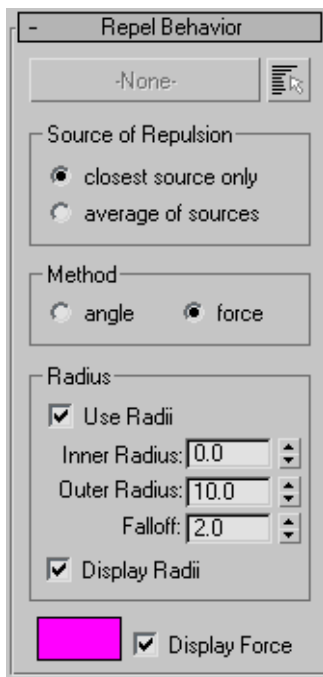 - Repel Behavior
-None-
Source of Repulsion
closest source only
average of sources
Method
angle force
Radius
Use Radii
Inner Radius: 0.0
Outer Radius: 10.0
Falloff: 2.0
Display Radii
Display Force